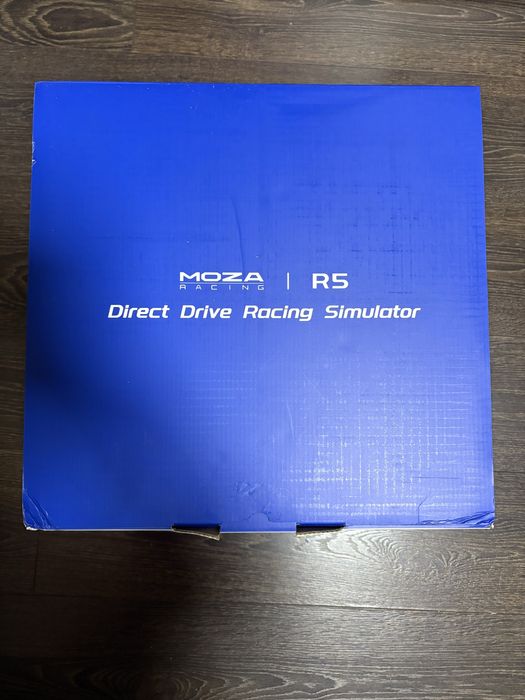 MOZA RACING | R5
Direct Drive Racing Simulator